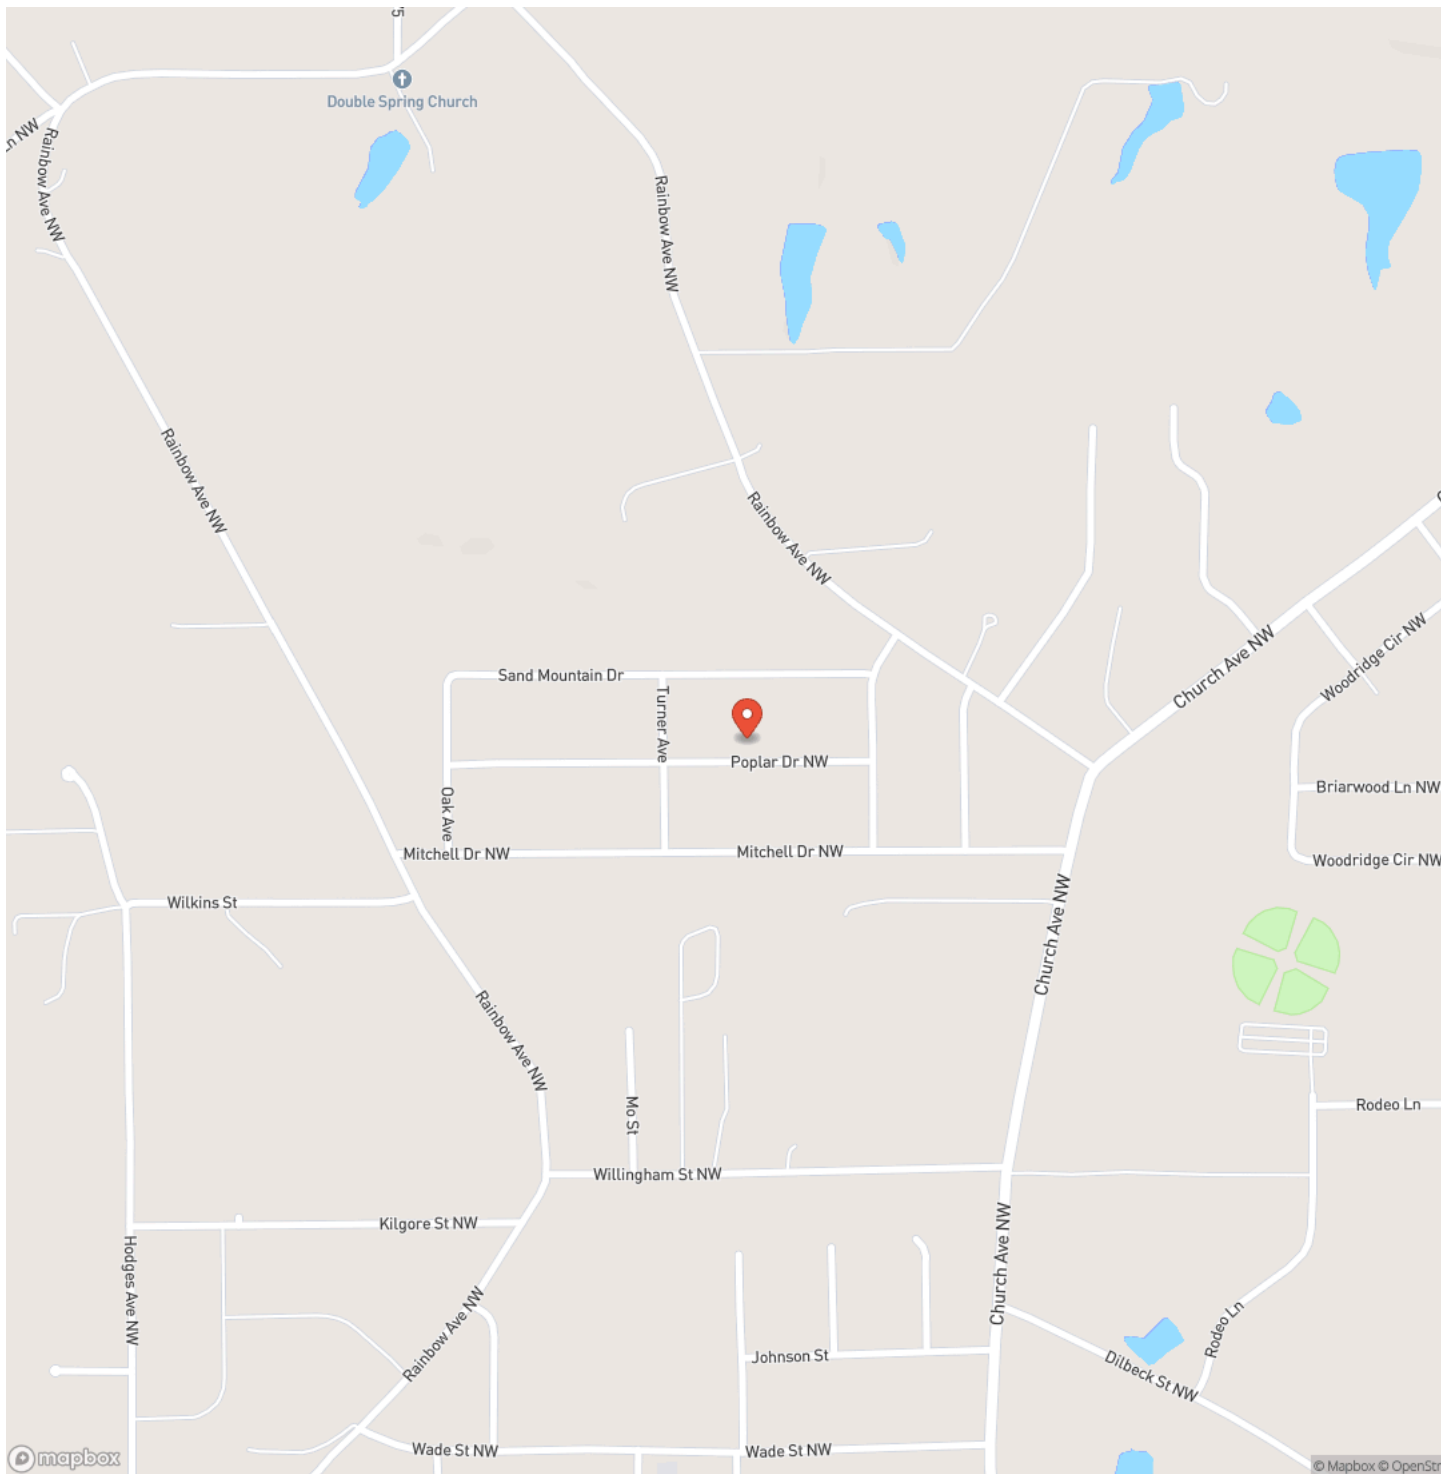 5
Double Spring Church
Ln NW
Rainbow Ave NW
Rainbow Ave NW
Rainbow Ave NW
Rainbow Ave NW
Church Ave NW
Woodridge Cir NW
Sand Mountain Dr
Turner Ave
Poplar Dr NW
Oak Ave
Briarwood Ln NW
Mitchell Dr NW
Mitchell Dr NW
Woodridge Cir NW
Wilkins St
Church Ave NW
Rainbow Ave NW
Mo St
Rodeo Ln
Willingham St NW
Kilgore St NW
Hodges Ave NW
Church Ave NW
Rainbow Ave NW
Rodeo Ln
Johnson St
Dilbeck St NW
Wade St NW
Wade St NW
mapbox
© Mapbox © OpenStr